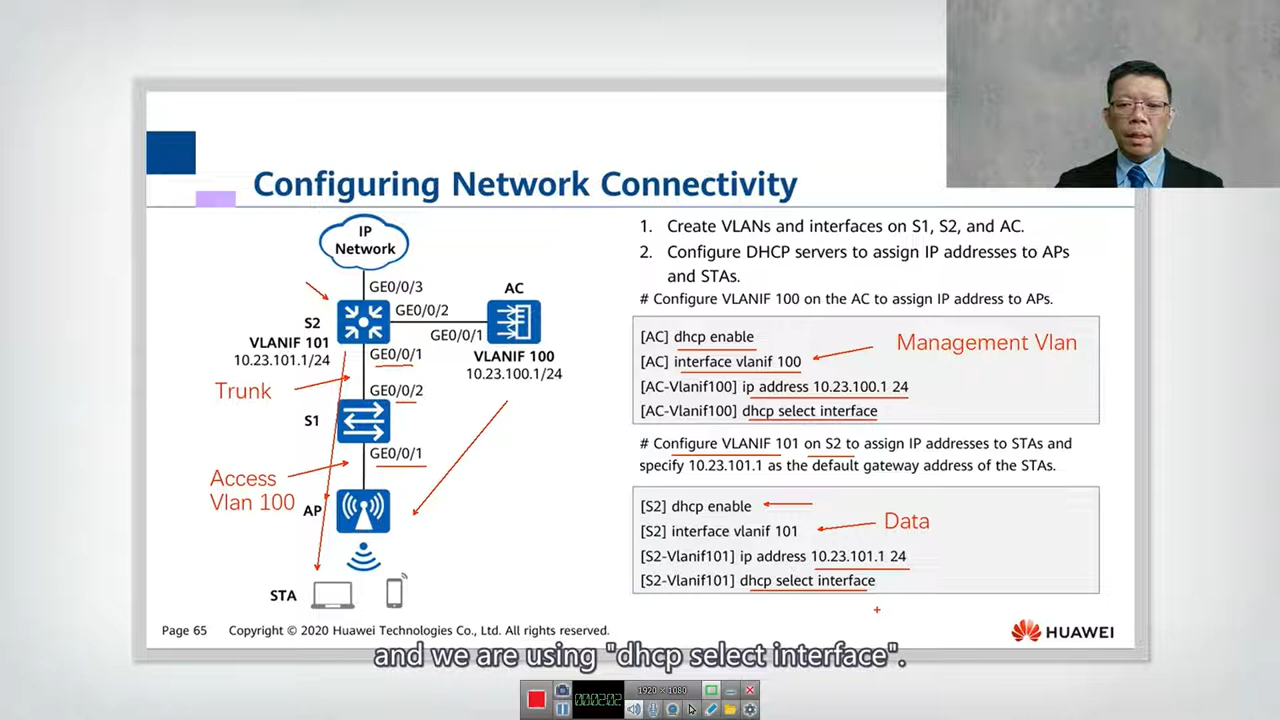 Configuring Network Connectivity
IP
Network
GE0/0/3
GE0/0/2
AC
S2
VLANIF 101
10.23.101.1/24
GE0/0/1
VLANIF 100
10.23.100.1/24
GE0/0/1
Trunk
GE0/0/2
S1
GE0/0/1
Access
Vlan 100
AP
STA
1. Create VLANs and interfaces on S1, S2, and AC.
2. Configure DHCP servers to assign IP addresses to APs
and STAs.
# Configure VLANIF 100 on the AC to assign IP address to APs.
[AC] dhcp enable
Management Vlan
[AC] interface vlanif 100
[AC-Vlanif100] ip address 10.23.100.1 24
[AC-Vlanif100] dhcp select interface
# Configure VLANIF 101 on S2 to assign IP addresses to STAs and
specify 10.23.101.1 as the default gateway address of the STAs.
[S2] dhcp enable
Data
[S2] interface vlanif 101
[S2-Vlanif101] ip address 10.23.101.1 24
[S2-Vlanif101] dhcp select interface
Page 65 Copyright © 2020 Huawei Technologies Co., Ltd. All rights reserved.
HUAWEI
and we are using "dhcp select interface".
000202
1920 × 1080